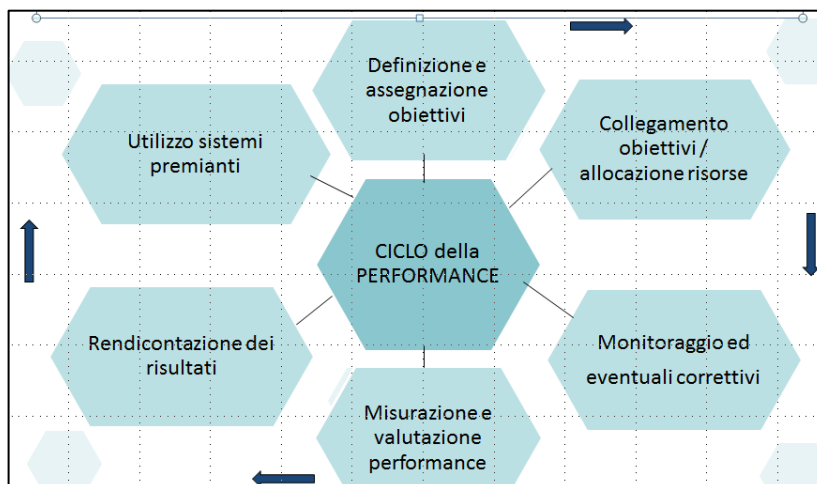 Definizione e
assegnazione
obiettivi
Collegamento
obiettivi /
allocazione risorse
Monitoraggio ed
eventuali correttivi
Misurazione e
valutazione
performance
Rendicontazione dei
risultati
Utilizzo sistemi
premianti
CICLO della
PERFORMANCE